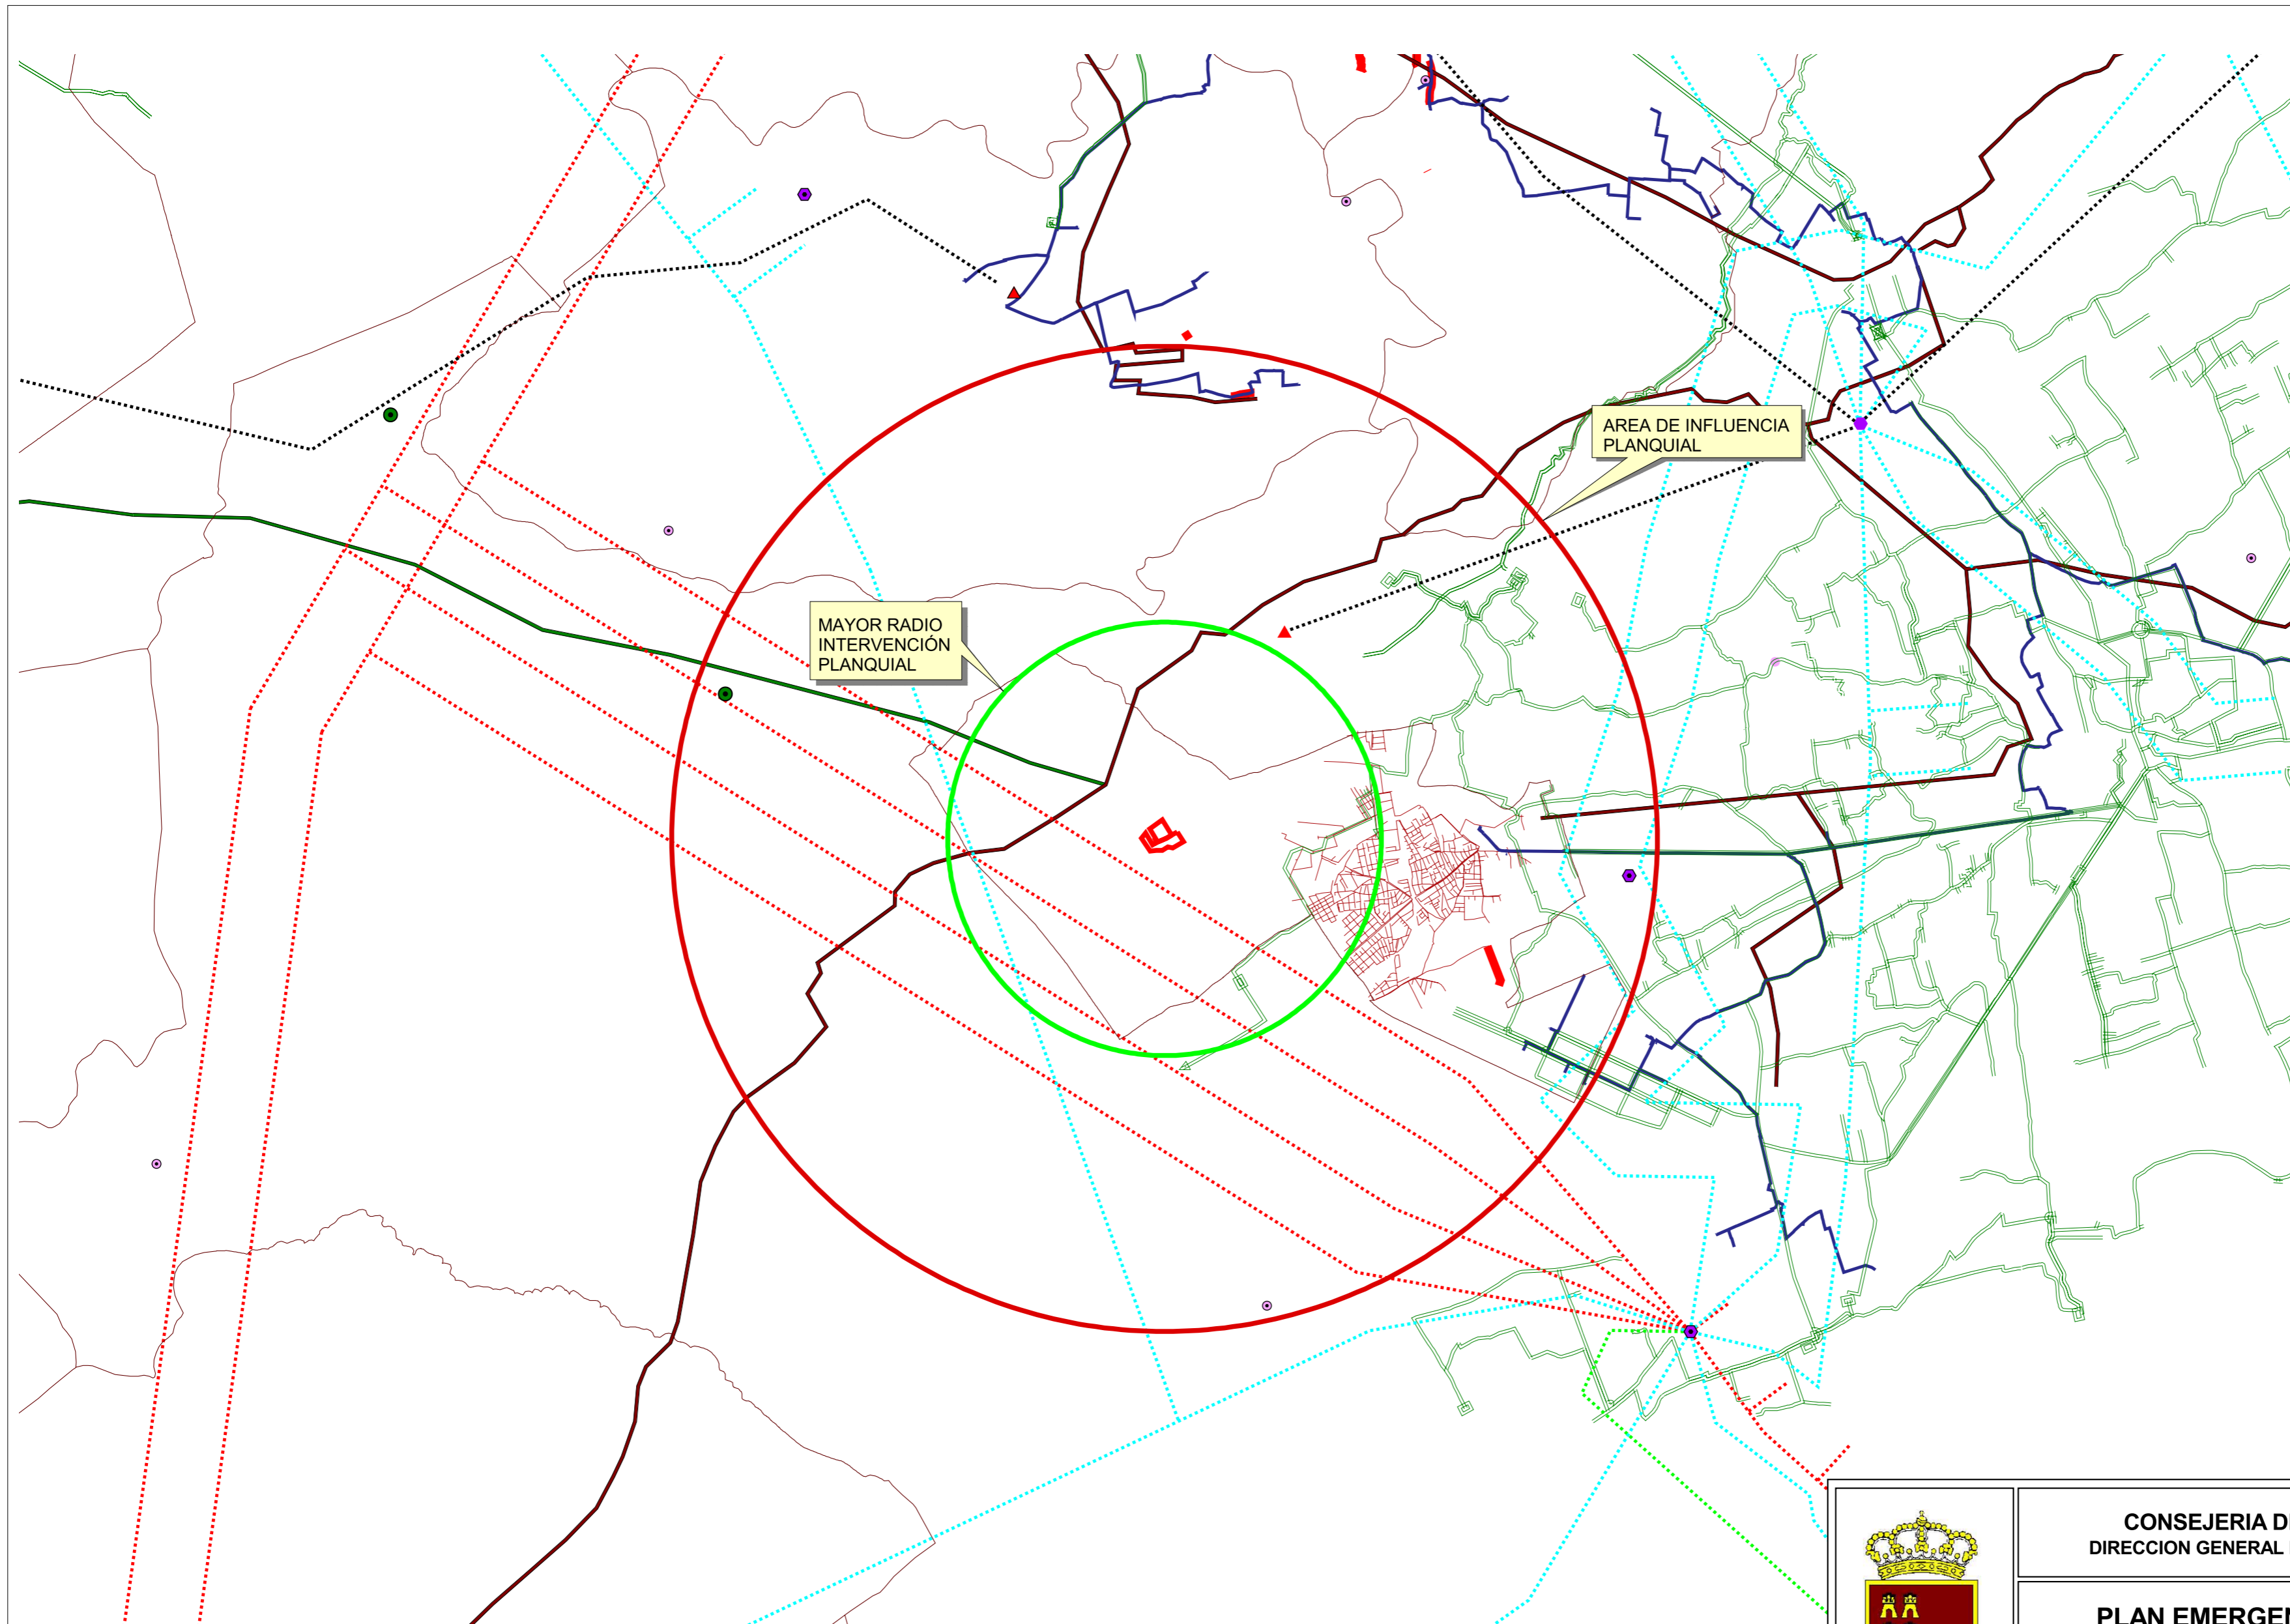 AREA DE INFLUENCIA
PLANQUIAL
MAYOR RADIO
INTERVENCIÓN
PLANQUIAL
CONSEJERIA D
DIRECCION GENERAL
PLAN EMERGE